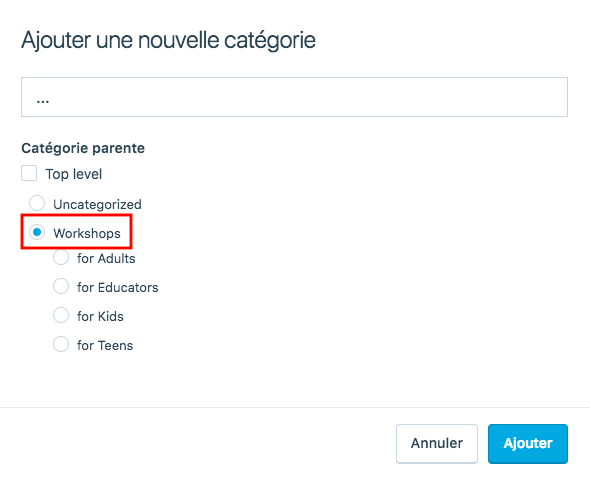 Ajouter une nouvelle catégorie
...
Catégorie parente
Top level
Uncategorized
Workshops
for Adults
for Educators
for Kids
for Teens
Annuler
Ajouter